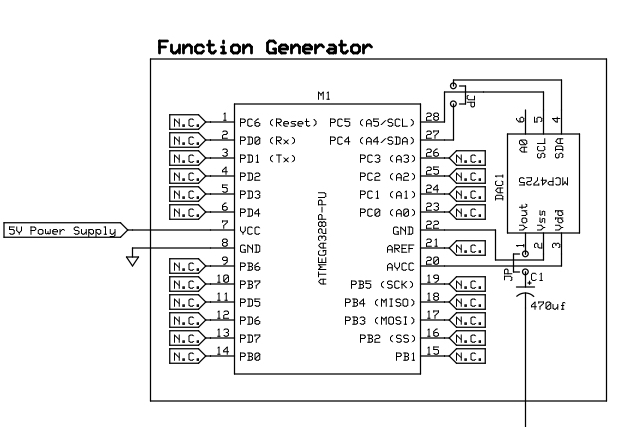 Function Generator
M1
N.C. 1 PC6 (Reset) PC5 (A5/SCL) 28
N.C. 2 PD0 (Rx) PC4 (A4/SDA) 27
N.C. 3 PD1 (Tx) PC3 (A3) 26 N.C.
N.C. 4 PD2 PC2 (A2) 25 N.C.
N.C. 5 PD3 PC1 (A1) 24 N.C.
N.C. 6 PD4 PC0 (A0) 23 N.C.
5V Power Supply 7 VCC GND 22
8 GND AREF 21 N.C.
N.C. 9 PB6 AVCC 20
N.C. 10 PB7 PB5 (SCK) 19 N.C.
N.C. 11 PD5 PB4 (MISO) 18 N.C.
N.C. 12 PD6 PB3 (MOSI) 17 N.C.
N.C. 13 PD7 PB2 (SS) 16 N.C.
N.C. 14 PB0 PB1 15 N.C.
ATMEGA328P-PU
JP
6 5 4
A0 SCL SDA
MCP4725
DAC1
Vout Vss Vdd
1 2 3
JP
C1
+
470uf